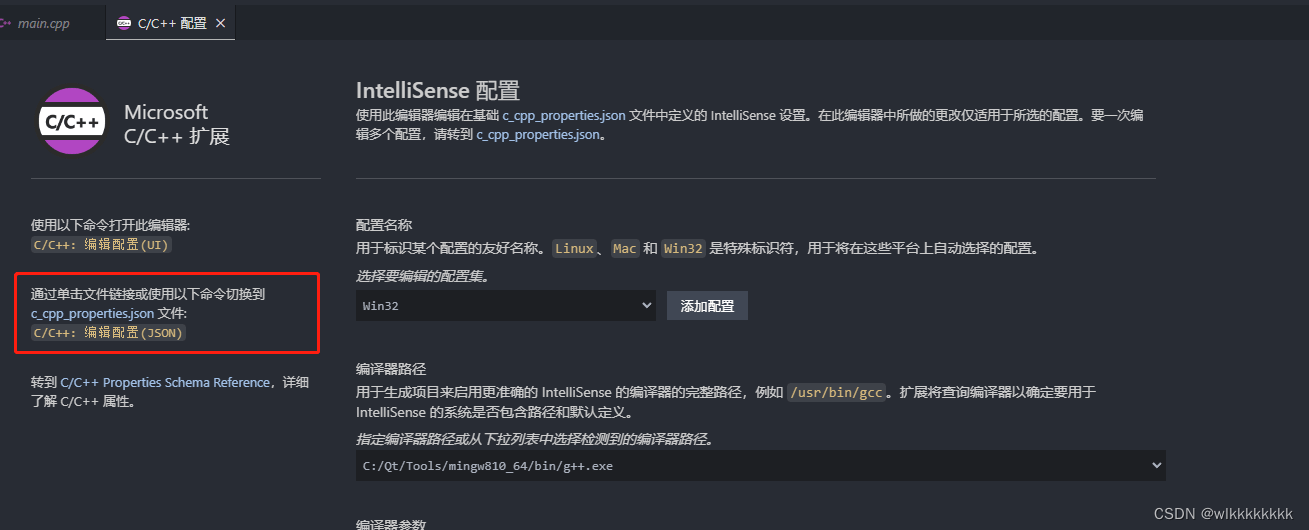 main.cpp
C/C++ 配置
C/C++
Microsoft
C/C++ 扩展
使用以下命令打开此编辑器:
C/C++: 编辑配置(UI)
通过单击文件链接或使用以下命令切换到
c_cpp_properties.json 文件:
C/C++: 编辑配置(JSON)
转到 C/C++ Properties Schema Reference，详细
了解 C/C++ 属性。
IntelliSense 配置
使用此编辑器编辑在基础 c_cpp_properties.json 文件中定义的 IntelliSense 设置。在此编辑器中所做的更改仅适用于所选的配置。要一次编
辑多个配置，请转到 c_cpp_properties.json。
配置名称
用于标识某个配置的友好名称。Linux、Mac 和 Win32 是特殊标识符，用于将在这些平台上自动选择的配置。
选择要编辑的配置集。
Win32
添加配置
编译器路径
用于生成项目来启用更准确的 IntelliSense 的编译器的完整路径，例如 /usr/bin/gcc。扩展将查询编译器以确定要用于
IntelliSense 的系统是否包含路径和默认定义。
指定编译器路径或从下拉列表中选择检测到的编译器路径。
C:/Qt/Tools/mingw810_64/bin/g++.exe
编译器参数
CSDN @wlkkkkkkkk